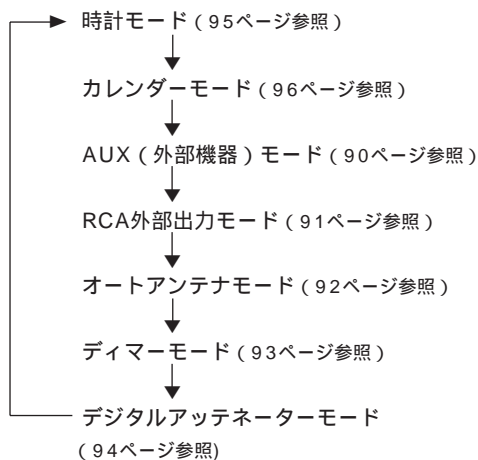 時計モード(95ページ参照)
カレンダーモード(96ページ参照)
AUX(外部機器)モード(90ページ参照)
RCA外部出力モード(91ページ参照)
オートアンテナモード(92ページ参照)
ディマーモード(93ページ参照)
デジタルアッテネーターモード
(94ページ参照)